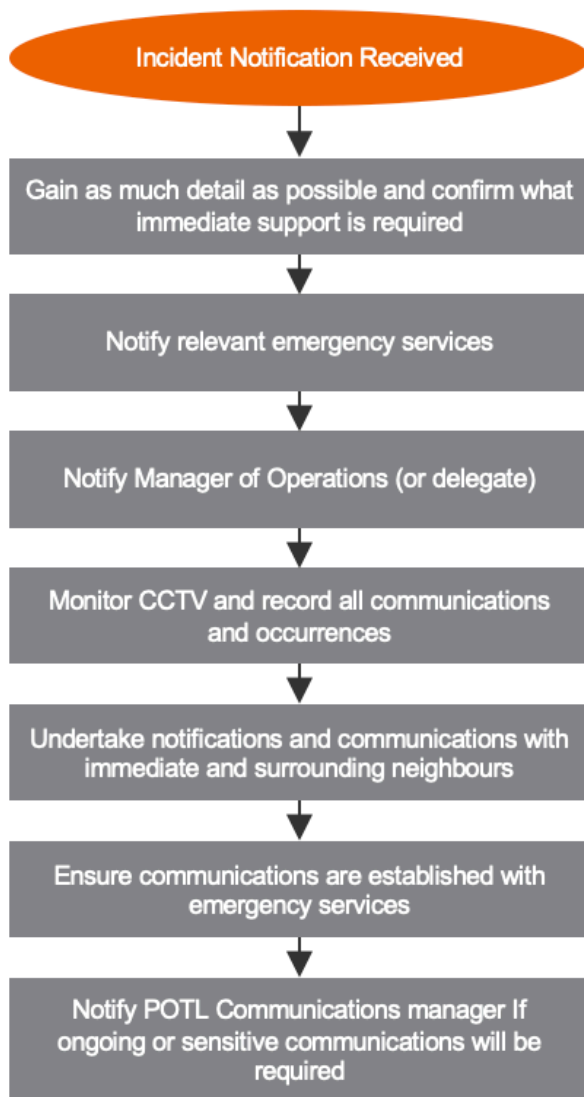 Incident Notification Received
Gain as much detail as possible and confirm what
immediate support is required
Notify relevant emergency services
Notify Manager of Operations (or delegate)
Monitor CCTV and record all communications
and occurrences
Undertake notifications and communications with
immediate and surrounding neighbours
Ensure communications are established with
emergency services
Notify POTL Communications manager If
ongoing or sensitive communications will be
required